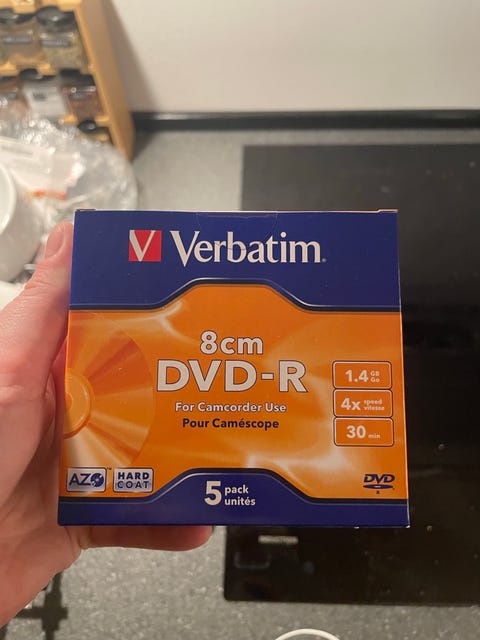 V Verbatim.
8cm
DVD-R
For Camcorder Use
Pour Caméscope
1.4 GB Go
4x speed vitesse
30 min
AZO™
HARD COAT
5 pack unités
DVD
R